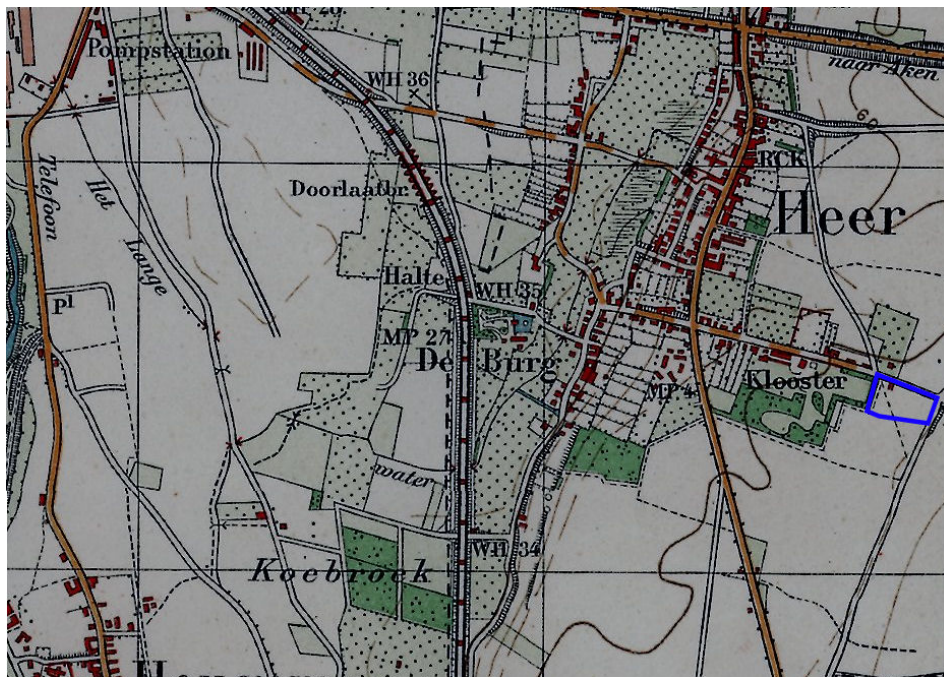 Pompstation
WH 36
naar Aken
60
RCK
Telefoon
Het
Lange
Doorlaatbr.
Heer
Halte
WH 35
pl
MP 27
De Burg
MP 4
Klooster
water
WH 34
Koebroek